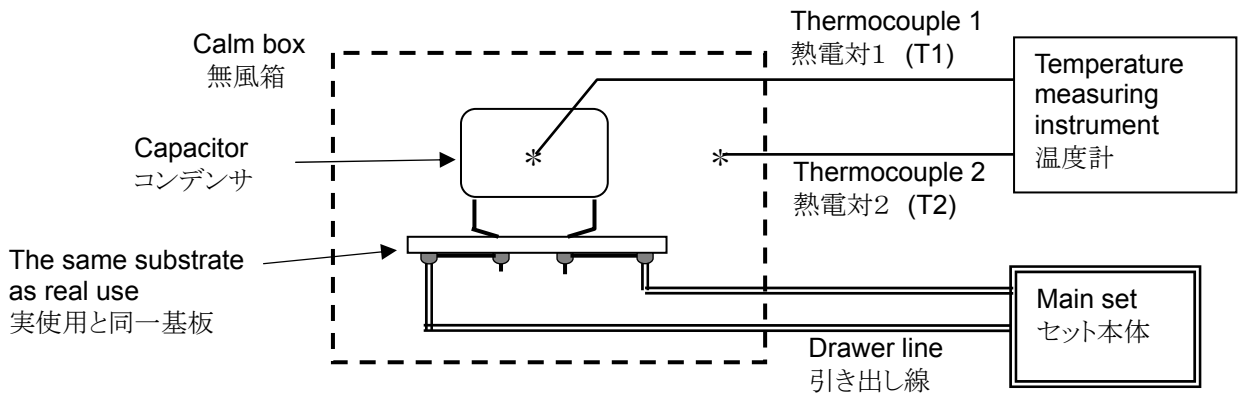 Calm box
無風箱
Thermocouple 1
熱電対1 (T1)
Temperature
measuring
instrument
温度計
Capacitor
コンデンサ
Thermocouple 2
熱電対2 (T2)
The same substrate
as real use
実使用と同一基板
Main set
セット本体
Drawer line
引き出し線